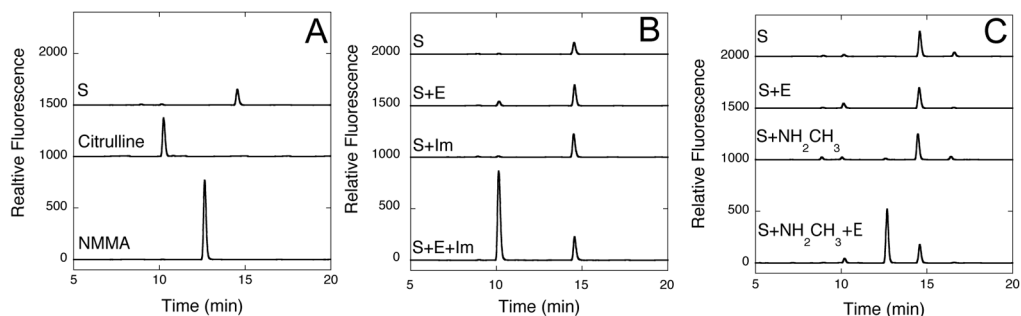 A
Realtive Fluorescence
2000
1500
1000
500
0
S
Citrulline
NMMA
5 10 15 20
Time (min)
B
Relative Fluorescence
2000
1500
1000
500
0
S
S+E
S+Im
S+E+Im
5 10 15 20
Time (min)
C
Relative Fluorescence
2000
1500
1000
500
0
S
S+E
S+NH2CH3
S+NH2CH3+E
5 10 15 20
Time (min)